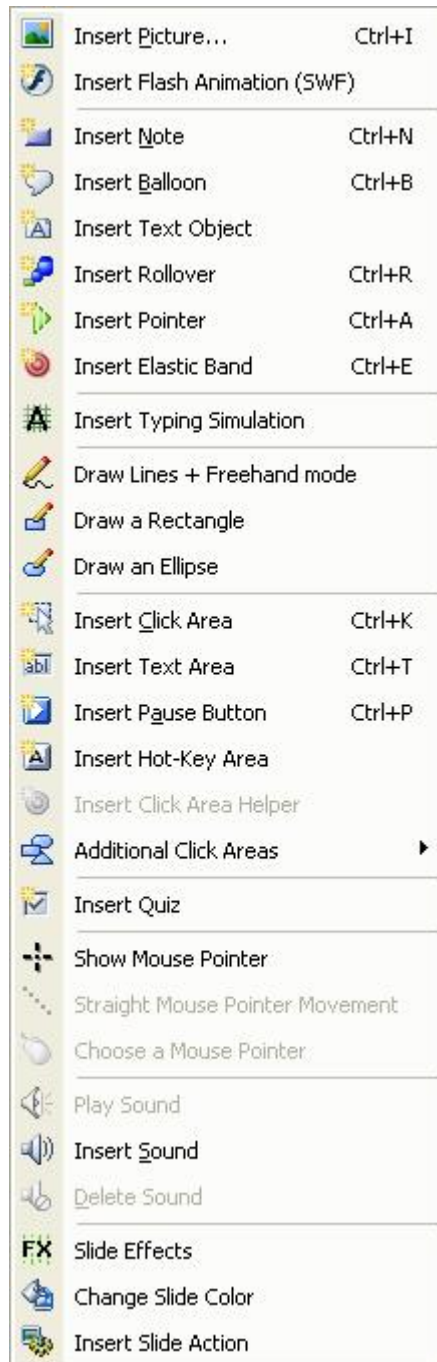 Insert Picture... Ctrl+I
Insert Flash Animation (SWF)
Insert Note Ctrl+N
Insert Balloon Ctrl+B
Insert Text Object
Insert Rollover Ctrl+R
Insert Pointer Ctrl+A
Insert Elastic Band Ctrl+E
Insert Typing Simulation
Draw Lines + Freehand mode
Draw a Rectangle
Draw an Ellipse
Insert Click Area Ctrl+K
Insert Text Area Ctrl+T
Insert Pause Button Ctrl+P
Insert Hot-Key Area
Insert Click Area Helper
Additional Click Areas
Insert Quiz
Show Mouse Pointer
Straight Mouse Pointer Movement
Choose a Mouse Pointer
Play Sound
Insert Sound
Delete Sound
FX Slide Effects
Change Slide Color
Insert Slide Action